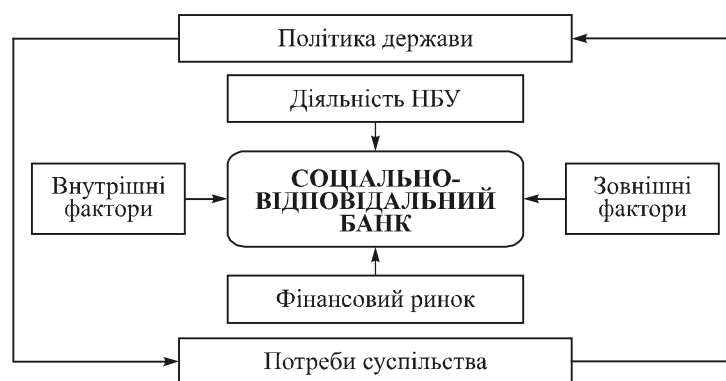 Політика держави
Діяльність НБУ
Внутрішні
фактори
СОЦІАЛЬНО-
ВІДПОВІДАЛЬНИЙ
БАНК
Зовнішні
фактори
Фінансовий ринок
Потреби суспільства